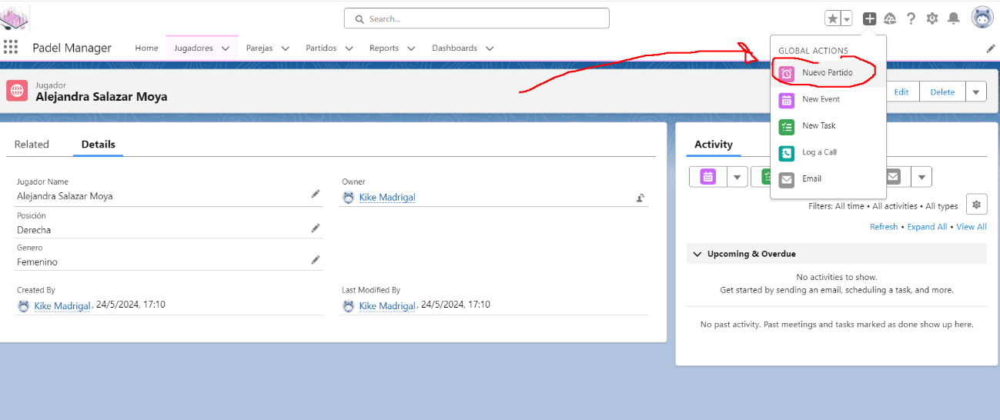 Search...
Padel Manager
Home
Jugadores
Parejas
Partidos
Reports
Dashboards
GLOBAL ACTIONS
Nuevo Partido
New Event
New Task
Log a Call
Email
Jugador
Alejandra Salazar Moya
Edit
Delete
Related
Details
Jugador Name
Alejandra Salazar Moya
Owner
Kike Madrigal
Posición
Derecha
Genero
Femenino
Created By
Kike Madrigal, 24/5/2024, 17:10
Last Modified By
Kike Madrigal, 24/5/2024, 17:10
Activity
Filters: All time • All activities • All types
Refresh • Expand All • View All
Upcoming & Overdue
No activities to show.
Get started by sending an email, scheduling a task, and more.
No past activity. Past meetings and tasks marked as done show up here.